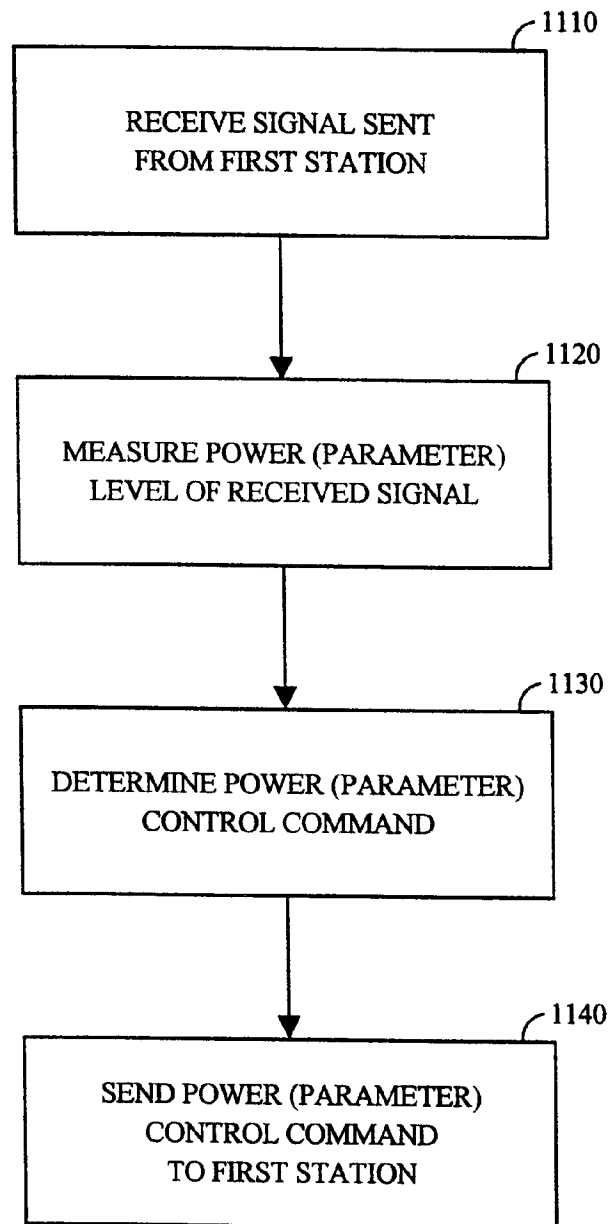 1110
RECEIVE SIGNAL SENT
FROM FIRST STATION
1120
MEASURE POWER (PARAMETER)
LEVEL OF RECEIVED SIGNAL
1130
DETERMINE POWER (PARAMETER)
CONTROL COMMAND
1140
SEND POWER (PARAMETER)
CONTROL COMMAND
TO FIRST STATION